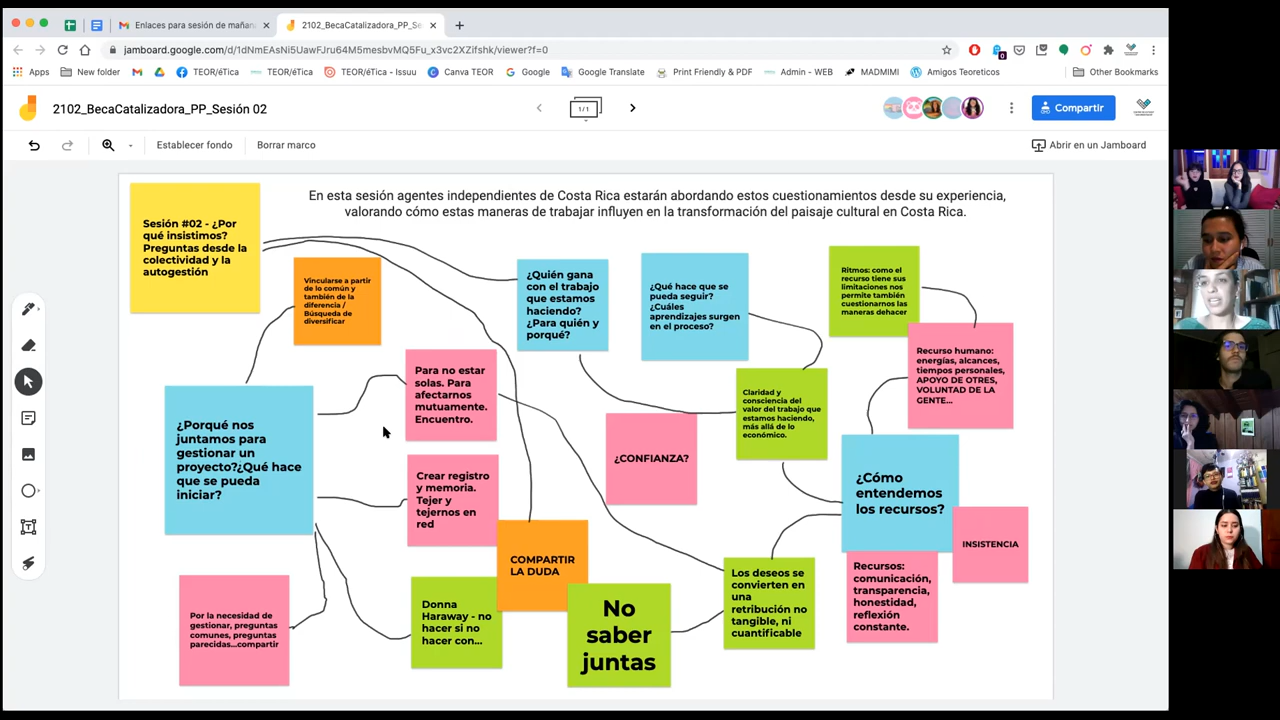 Enlaces para sesión de mañana
2102_BecaCatalizadora_PP_Se
jamboard.google.com/d/1dNmEAsNi5UawFJru64M5mesbvMQ5Fu_x3vc2XZifshk/viewer?f=0
Apps
New folder
TEOR/éTica
TEOR/éTica
TEOR/éTica - Issuu
Canva TEOR
Google
Google Translate
Print Friendly & PDF
Admin - WEB
MADMIMI
Amigos Teoreticos
Other Bookmarks
2102_BecaCatalizadora_PP_Sesión 02
1/1
Compartir
Establecer fondo
Borrar marco
Abrir en un Jamboard
En esta sesión agentes independientes de Costa Rica estarán abordando estos cuestionamientos desde su experiencia,
valorando cómo estas maneras de trabajar influyen en la transformación del paisaje cultural en Costa Rica.
Sesión #02 - ¿Por
qué insistimos?
Preguntas desde la
colectividad y la
autogestión
Vincularse a partir
de lo común y
también de la
diferencia /
Búsqueda de
diversificar
¿Quién gana
con el trabajo
que estamos
haciendo?
¿Para quién y
porqué?
¿Qué hace que se
pueda seguir?
¿Cuáles
aprendizajes surgen
en el proceso?
Ritmos: como el
recurso tiene sus
limitaciones nos
permite también
cuestionarnos las
maneras dehacer
Recurso humano:
energías, alcances,
tiempos personales,
APOYO DE OTRES,
VOLUNTAD DE LA
GENTE...
Para no estar
solas. Para
afectarnos
mutuamente.
Encuentro.
Claridad y
consciencia del
valor del trabajo que
estamos haciendo,
más allá de lo
económico.
¿Porqué nos
juntamos para
gestionar un
proyecto?¿Qué hace
que se pueda
iniciar?
¿CONFIANZA?
¿Cómo
entendemos
los recursos?
Crear registro
y memoria.
Tejer y
tejernos en
red
INSISTENCIA
COMPARTIR
LA DUDA
Los deseos se
convierten en
una
retribución no
tangible, ni
cuantificable
Recursos:
comunicación,
transparencia,
honestidad,
reflexión
constante.
Por la necesidad de
gestionar, preguntas
comunes, preguntas
parecidas...compartir
Donna
Haraway - no
hacer si no
hacer con...
No
saber
juntas